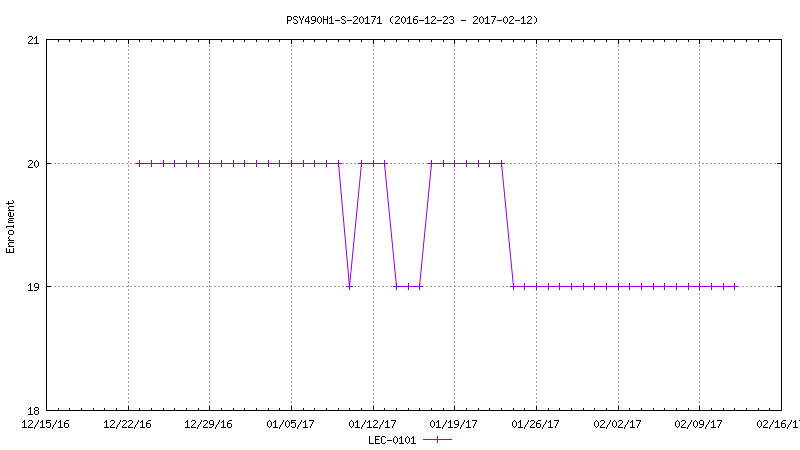 PSY490H1-S-20171 (2016-12-23 - 2017-02-12)
21
20
19
18
Enrolment
12/15/16 12/22/16 12/29/16 01/05/17 01/12/17 01/19/17 01/26/17 02/02/17 02/09/17 02/16/17
LEC-0101